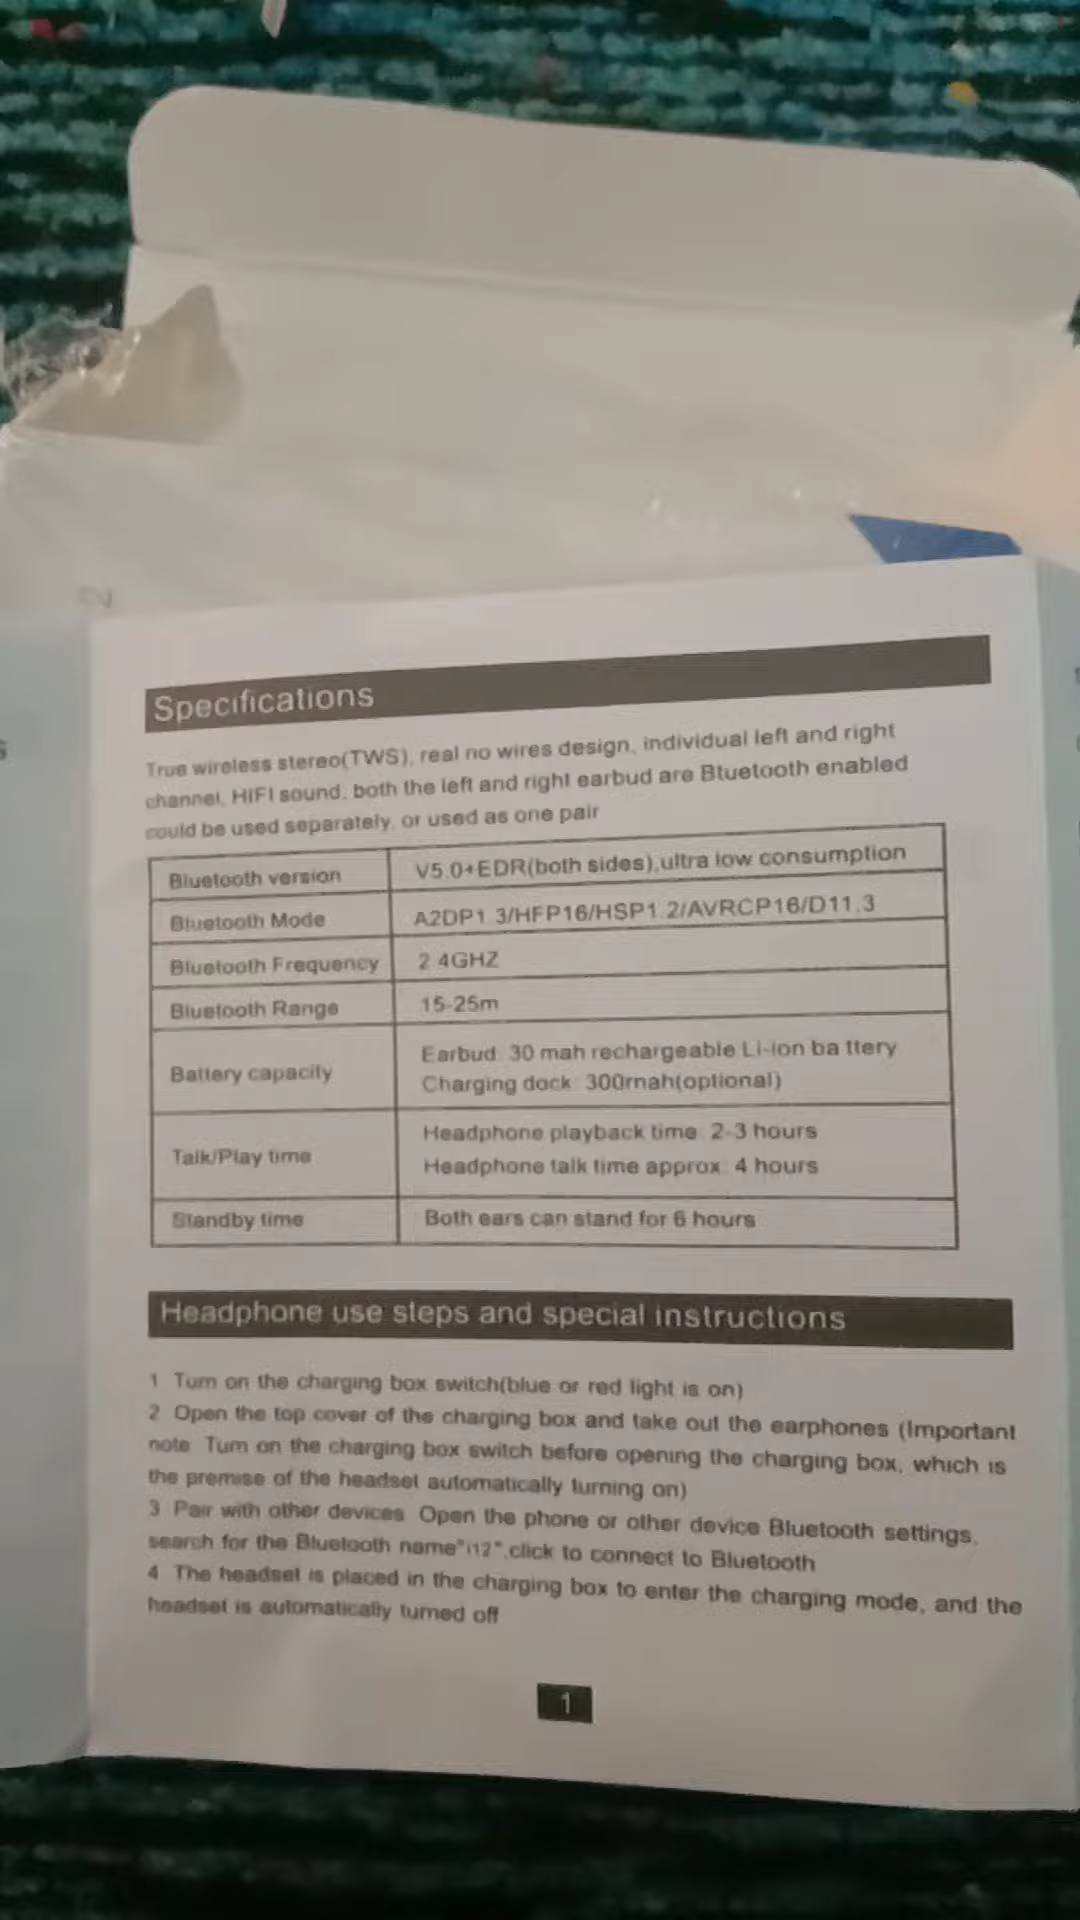 Specifications
True wireless stereo(TWS), real no wires design, individual left and right
channel, HIFI sound, both the left and right earbud are Btuetooth enabled
could be used separately, or used as one pair
Bluetooth version V5.0+EDR(both sides),ultra low consumption
Bluetooth Mode A2DP1.3/HFP16/HSP1.2/AVRCP16/D11.3
Bluetooth Frequency 2.4GHZ
Bluetooth Range 15-25m
Battery capacity
Earbud: 30 mah rechargeable Li-ion ba ttery
Charging dock: 300rnah(optional)
Talk/Play time
Headphone playback time: 2-3 hours
Headphone talk time approx: 4 hours
Standby time Both ears can stand for 6 hours
Headphone use steps and special instructions
1 Turn on the charging box switch(blue or red light is on)
2 Open the top cover of the charging box and take out the earphones (Important
note Turn on the charging box switch before opening the charging box, which is
the premise of the headset automatically turning on)
3 Pair with other devices Open the phone or other device Bluetooth settings,
search for the Bluetooth name"i12",click to connect to Bluetooth
4 The headset is placed in the charging box to enter the charging mode, and the
headset is automatically turned off
1